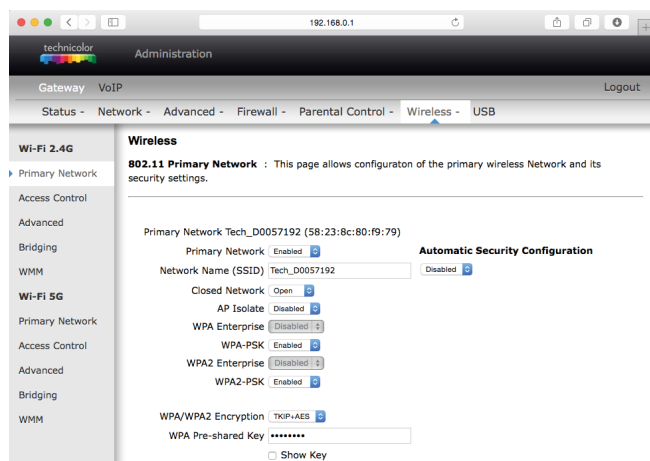 192.168.0.1
technicolor
Administration
Gateway VoIP Logout
Status - Network - Advanced - Firewall - Parental Control - Wireless - USB
Wi-Fi 2.4G
Primary Network
Access Control
Advanced
Bridging
WMM
Wi-Fi 5G
Primary Network
Access Control
Advanced
Bridging
WMM
Wireless
802.11 Primary Network : This page allows configuraton of the primary wireless Network and its
security settings.
Primary Network Tech_D0057192 (58:23:8c:80:f9:79)
Primary Network Enabled
Automatic Security Configuration
Network Name (SSID) Tech_D0057192
Disabled
Closed Network Open
AP Isolate Disabled
WPA Enterprise Disabled
WPA-PSK Enabled
WPA2 Enterprise Disabled
WPA2-PSK Enabled
WPA/WPA2 Encryption TKIP+AES
WPA Pre-shared Key ••••••••
Show Key